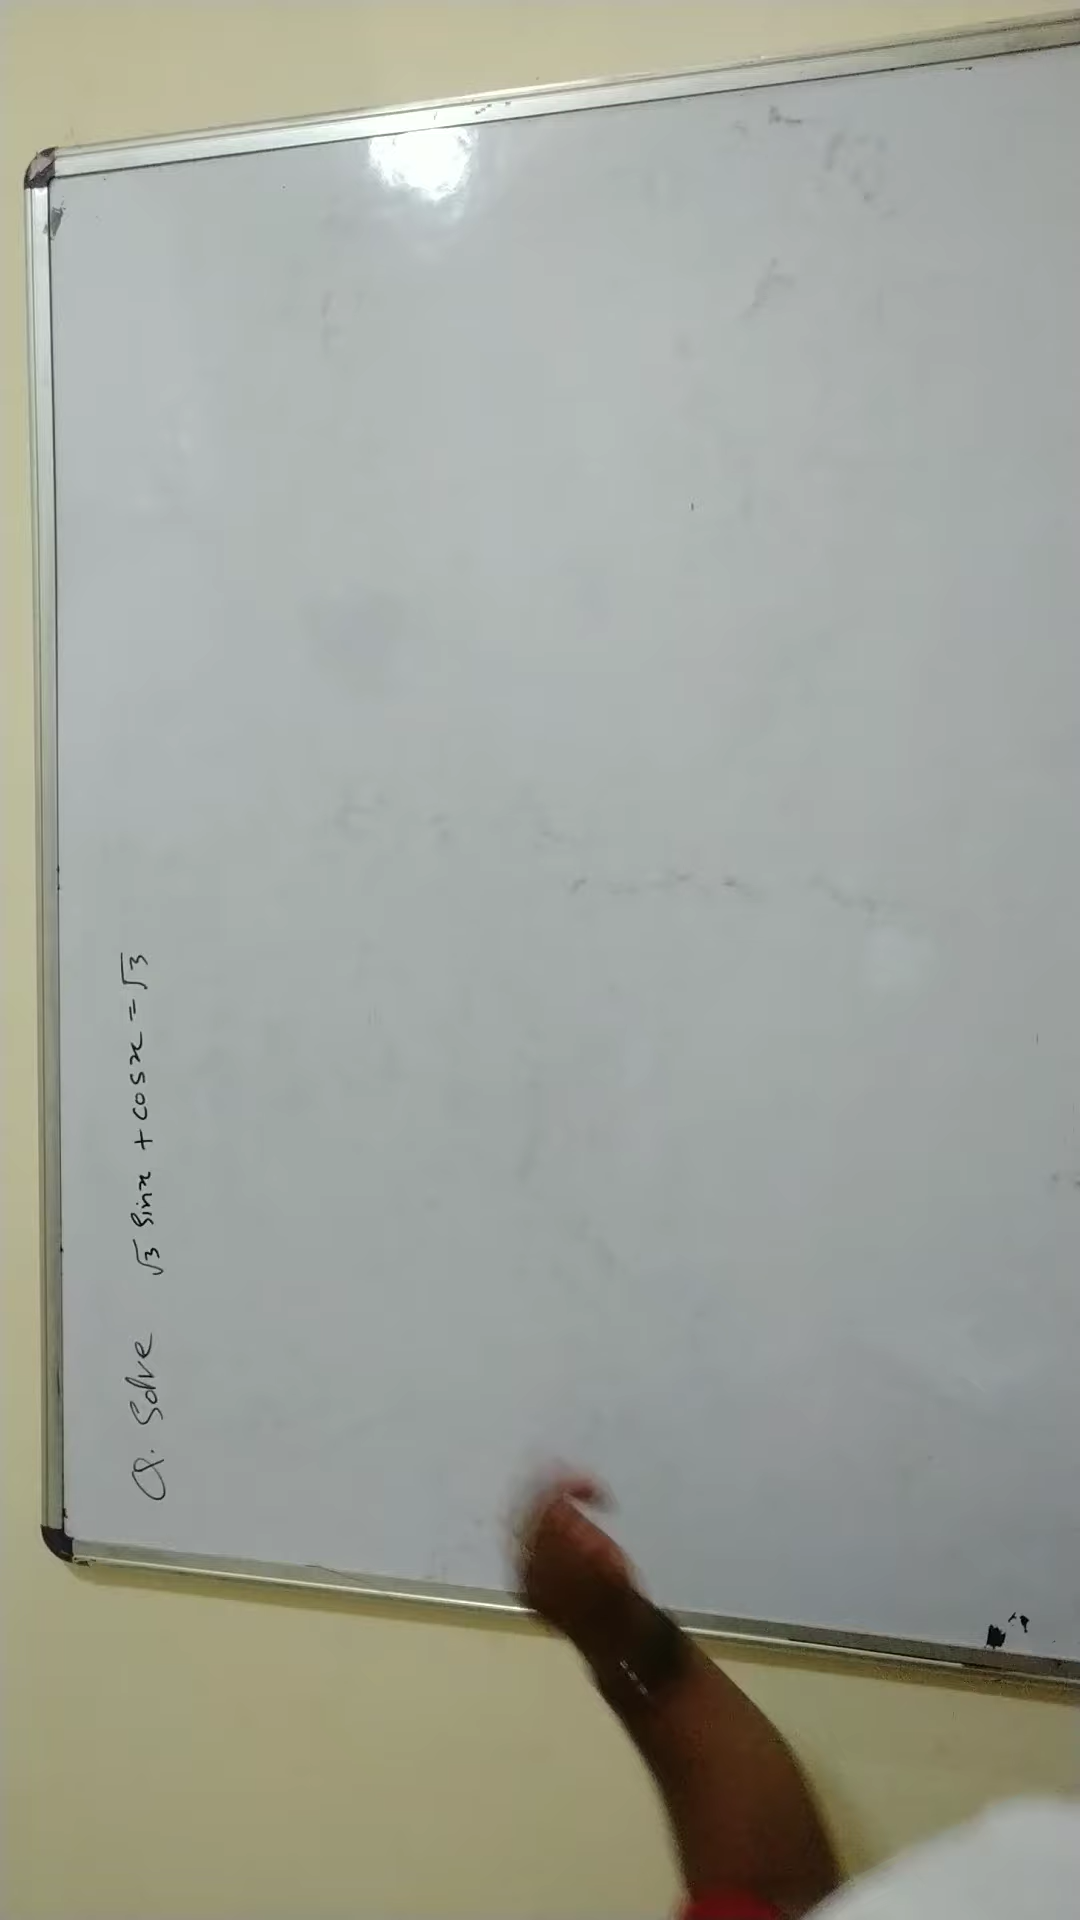 Q. Solve √3 sinx + cosx = √3